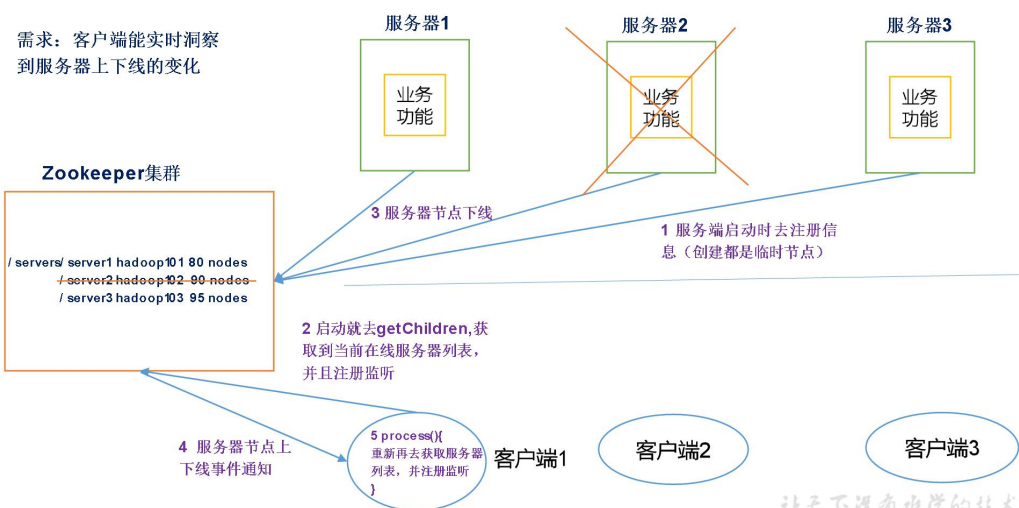 需求：客户端能实时洞察
到服务器上下线的变化
服务器1
服务器2
服务器3
业务
功能
业务
功能
业务
功能
Zookeeper集群
3 服务器节点下线
1 服务端启动时去注册信
息（创建都是临时节点）
/ servers/ server1 hadoop101 80 nodes
/ server2 hadoop102 90 nodes
/ server3 hadoop103 95 nodes
2 启动就去getChildren,获
取到当前在线服务器列表，
并且注册监听
4 服务器节点上
下线事件通知
5 process(){
重新再去获取服务器
列表，并注册监听
}
客户端1
客户端2
客户端3